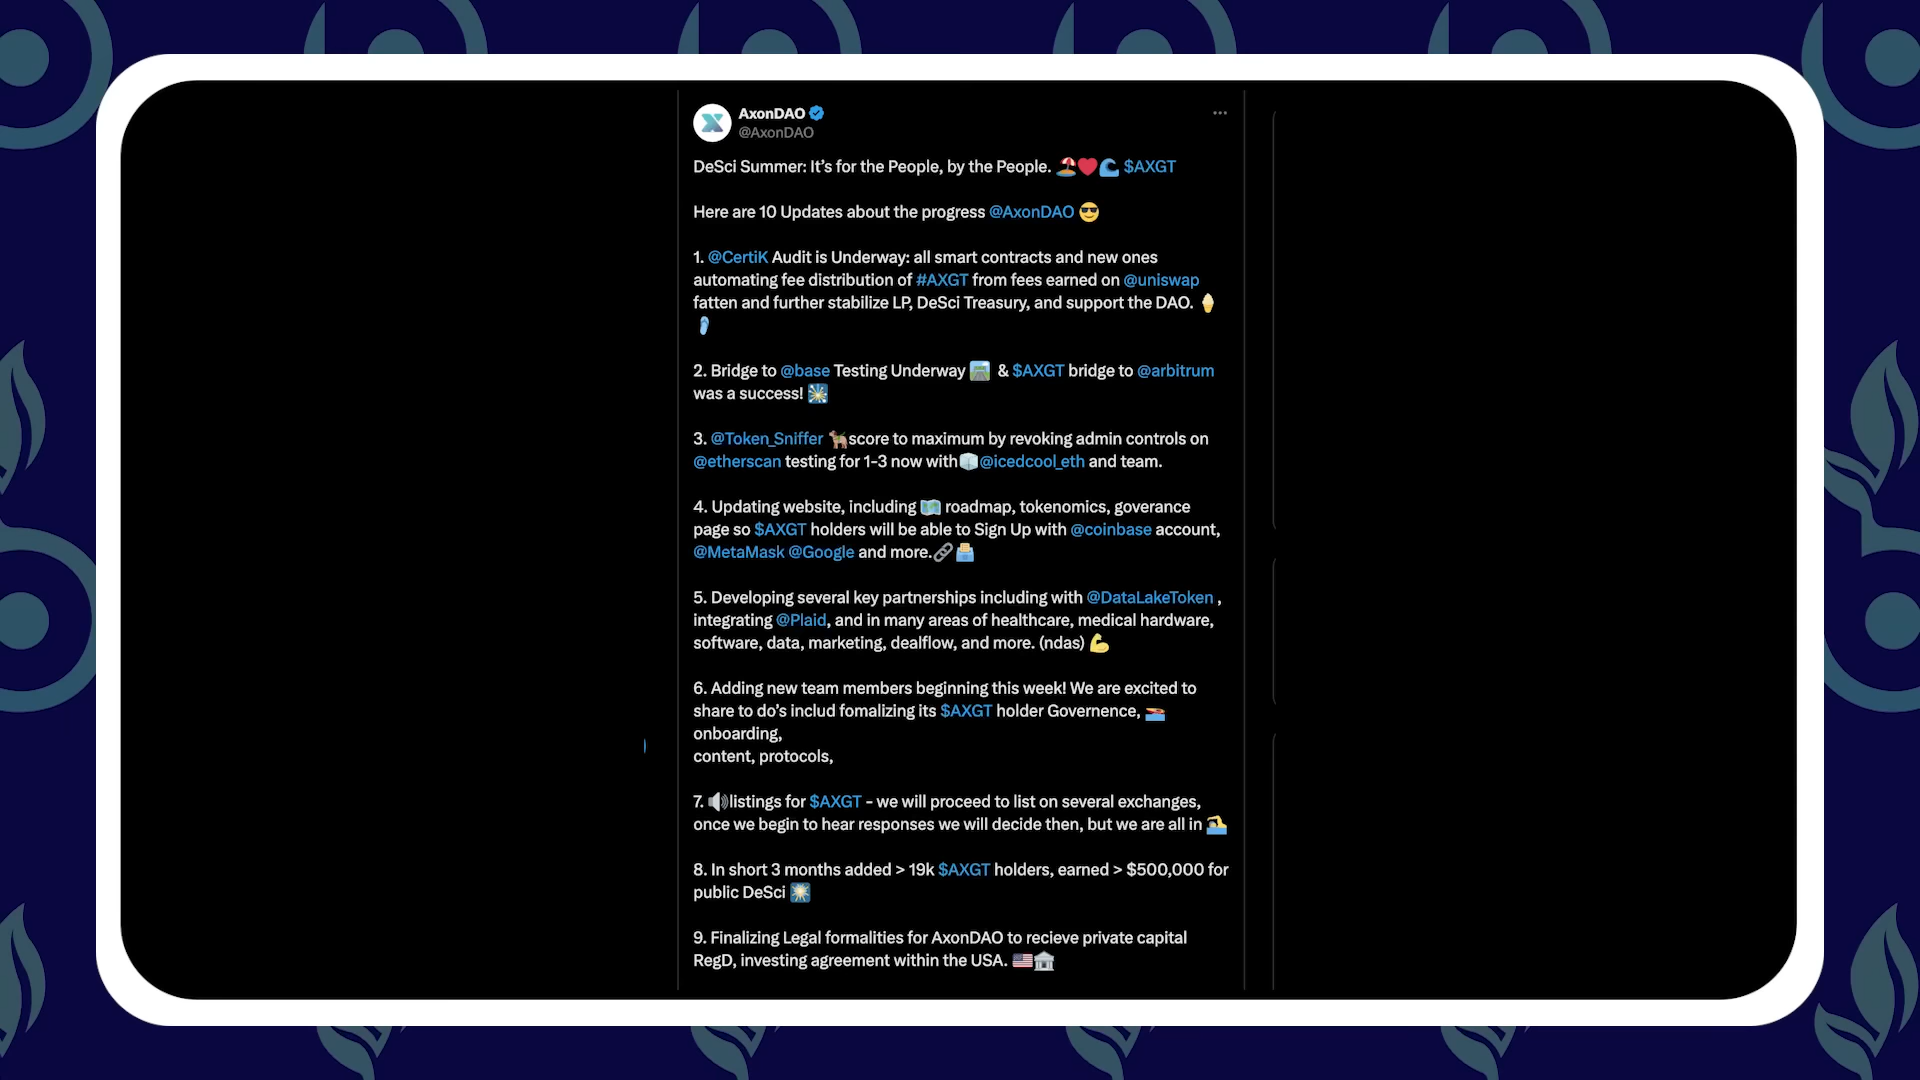 AxonDAO
@AxonDAO
DeSci Summer: It’s for the People, by the People. 🏖️❤️🌊 $AXGT
Here are 10 Updates about the progress @AxonDAO 😎
1. @CertiK Audit is Underway: all smart contracts and new ones
automating fee distribution of #AXGT from fees earned on @uniswap
fatten and further stabilize LP, DeSci Treasury, and support the DAO. 🍦
🩴
2. Bridge to @base Testing Underway 🛣️ & $AXGT bridge to @arbitrum
was a success! 🎇
3. @Token_Sniffer 🐕‍🦺score to maximum by revoking admin controls on
@etherscan testing for 1-3 now with🧊@icedcool_eth and team.
4. Updating website, including 🗺️ roadmap, tokenomics, goverance
page so $AXGT holders will be able to Sign Up with @coinbase account,
@MetaMask @Google and more.🔗🗳️
5. Developing several key partnerships including with @DataLakeToken ,
integrating @Plaid, and in many areas of healthcare, medical hardware,
software, data, marketing, dealflow, and more. (ndas) 💪
6. Adding new team members beginning this week! We are excited to
share to do’s includ fomalizing its $AXGT holder Governence, 🚤
onboarding,
content, protocols,
7. 🔊listings for $AXGT - we will proceed to list on several exchanges,
once we begin to hear responses we will decide then, but we are all in 🏊
8. In short 3 months added > 19k $AXGT holders, earned > $500,000 for
public DeSci 🎇
9. Finalizing Legal formalities for AxonDAO to recieve private capital
RegD, investing agreement within the USA. 🇺🇸🏛️